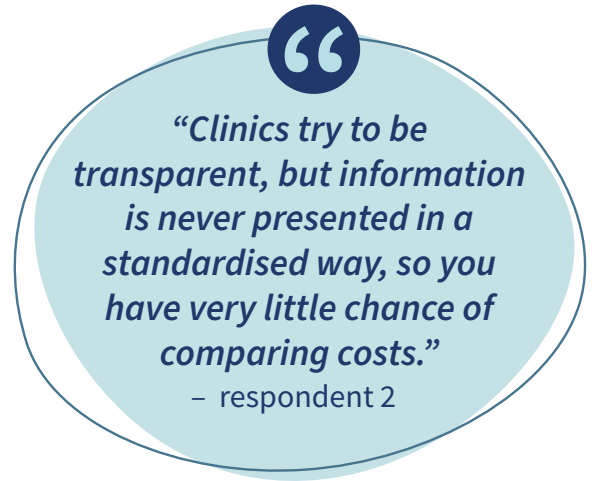 “
“Clinics try to be
transparent, but information
is never presented in a
standardised way, so you
have very little chance of
comparing costs.”
– respondent 2